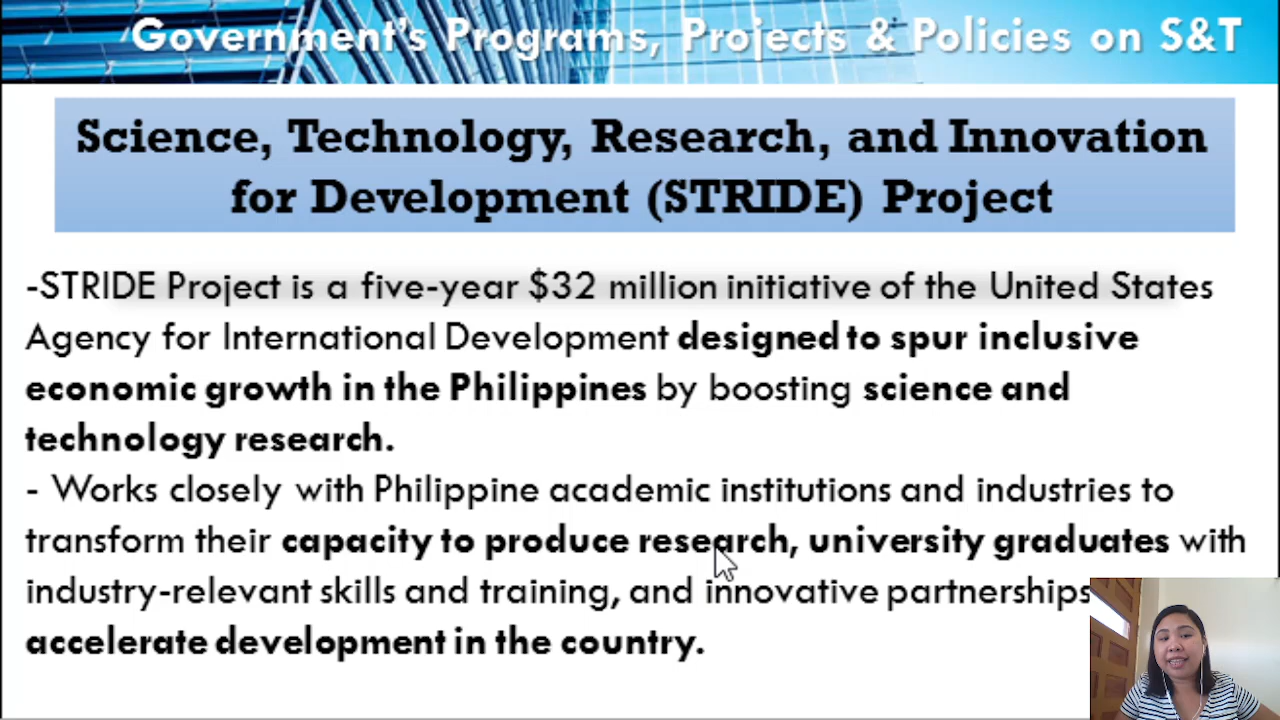 Government's Programs, Projects & Policies on S&T
Science, Technology, Research, and Innovation
for Development (STRIDE) Project
-STRIDE Project is a five-year $32 million initiative of the United States
Agency for International Development designed to spur inclusive
economic growth in the Philippines by boosting science and
technology research.
- Works closely with Philippine academic institutions and industries to
transform their capacity to produce research, university graduates with
industry-relevant skills and training, and innovative partnerships
accelerate development in the country.